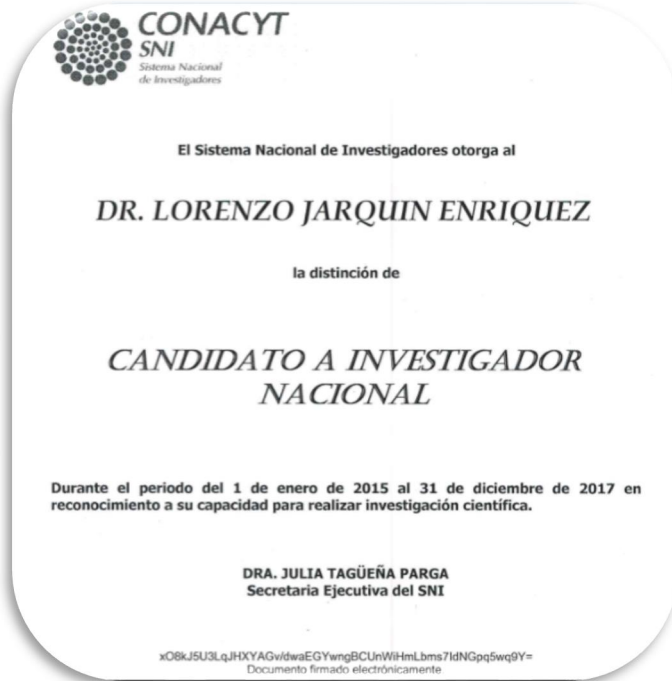 CONACYT
SNI
Sistema Nacional
de Investigadores
El Sistema Nacional de Investigadores otorga al
DR. LORENZO JARQUIN ENRIQUEZ
la distinción de
CANDIDATO A INVESTIGADOR
NACIONAL
Durante el periodo del 1 de enero de 2015 al 31 de diciembre de 2017 en
reconocimiento a su capacidad para realizar investigación científica.
DRA. JULIA TAGÜEÑA PARGA
Secretaria Ejecutiva del SNI
xO8kJ5U3LqJHXYAGv/dwaEGYwngBCUnWiHmLbms7IdNGpq5wq9Y=
Documento firmado electrónicamente